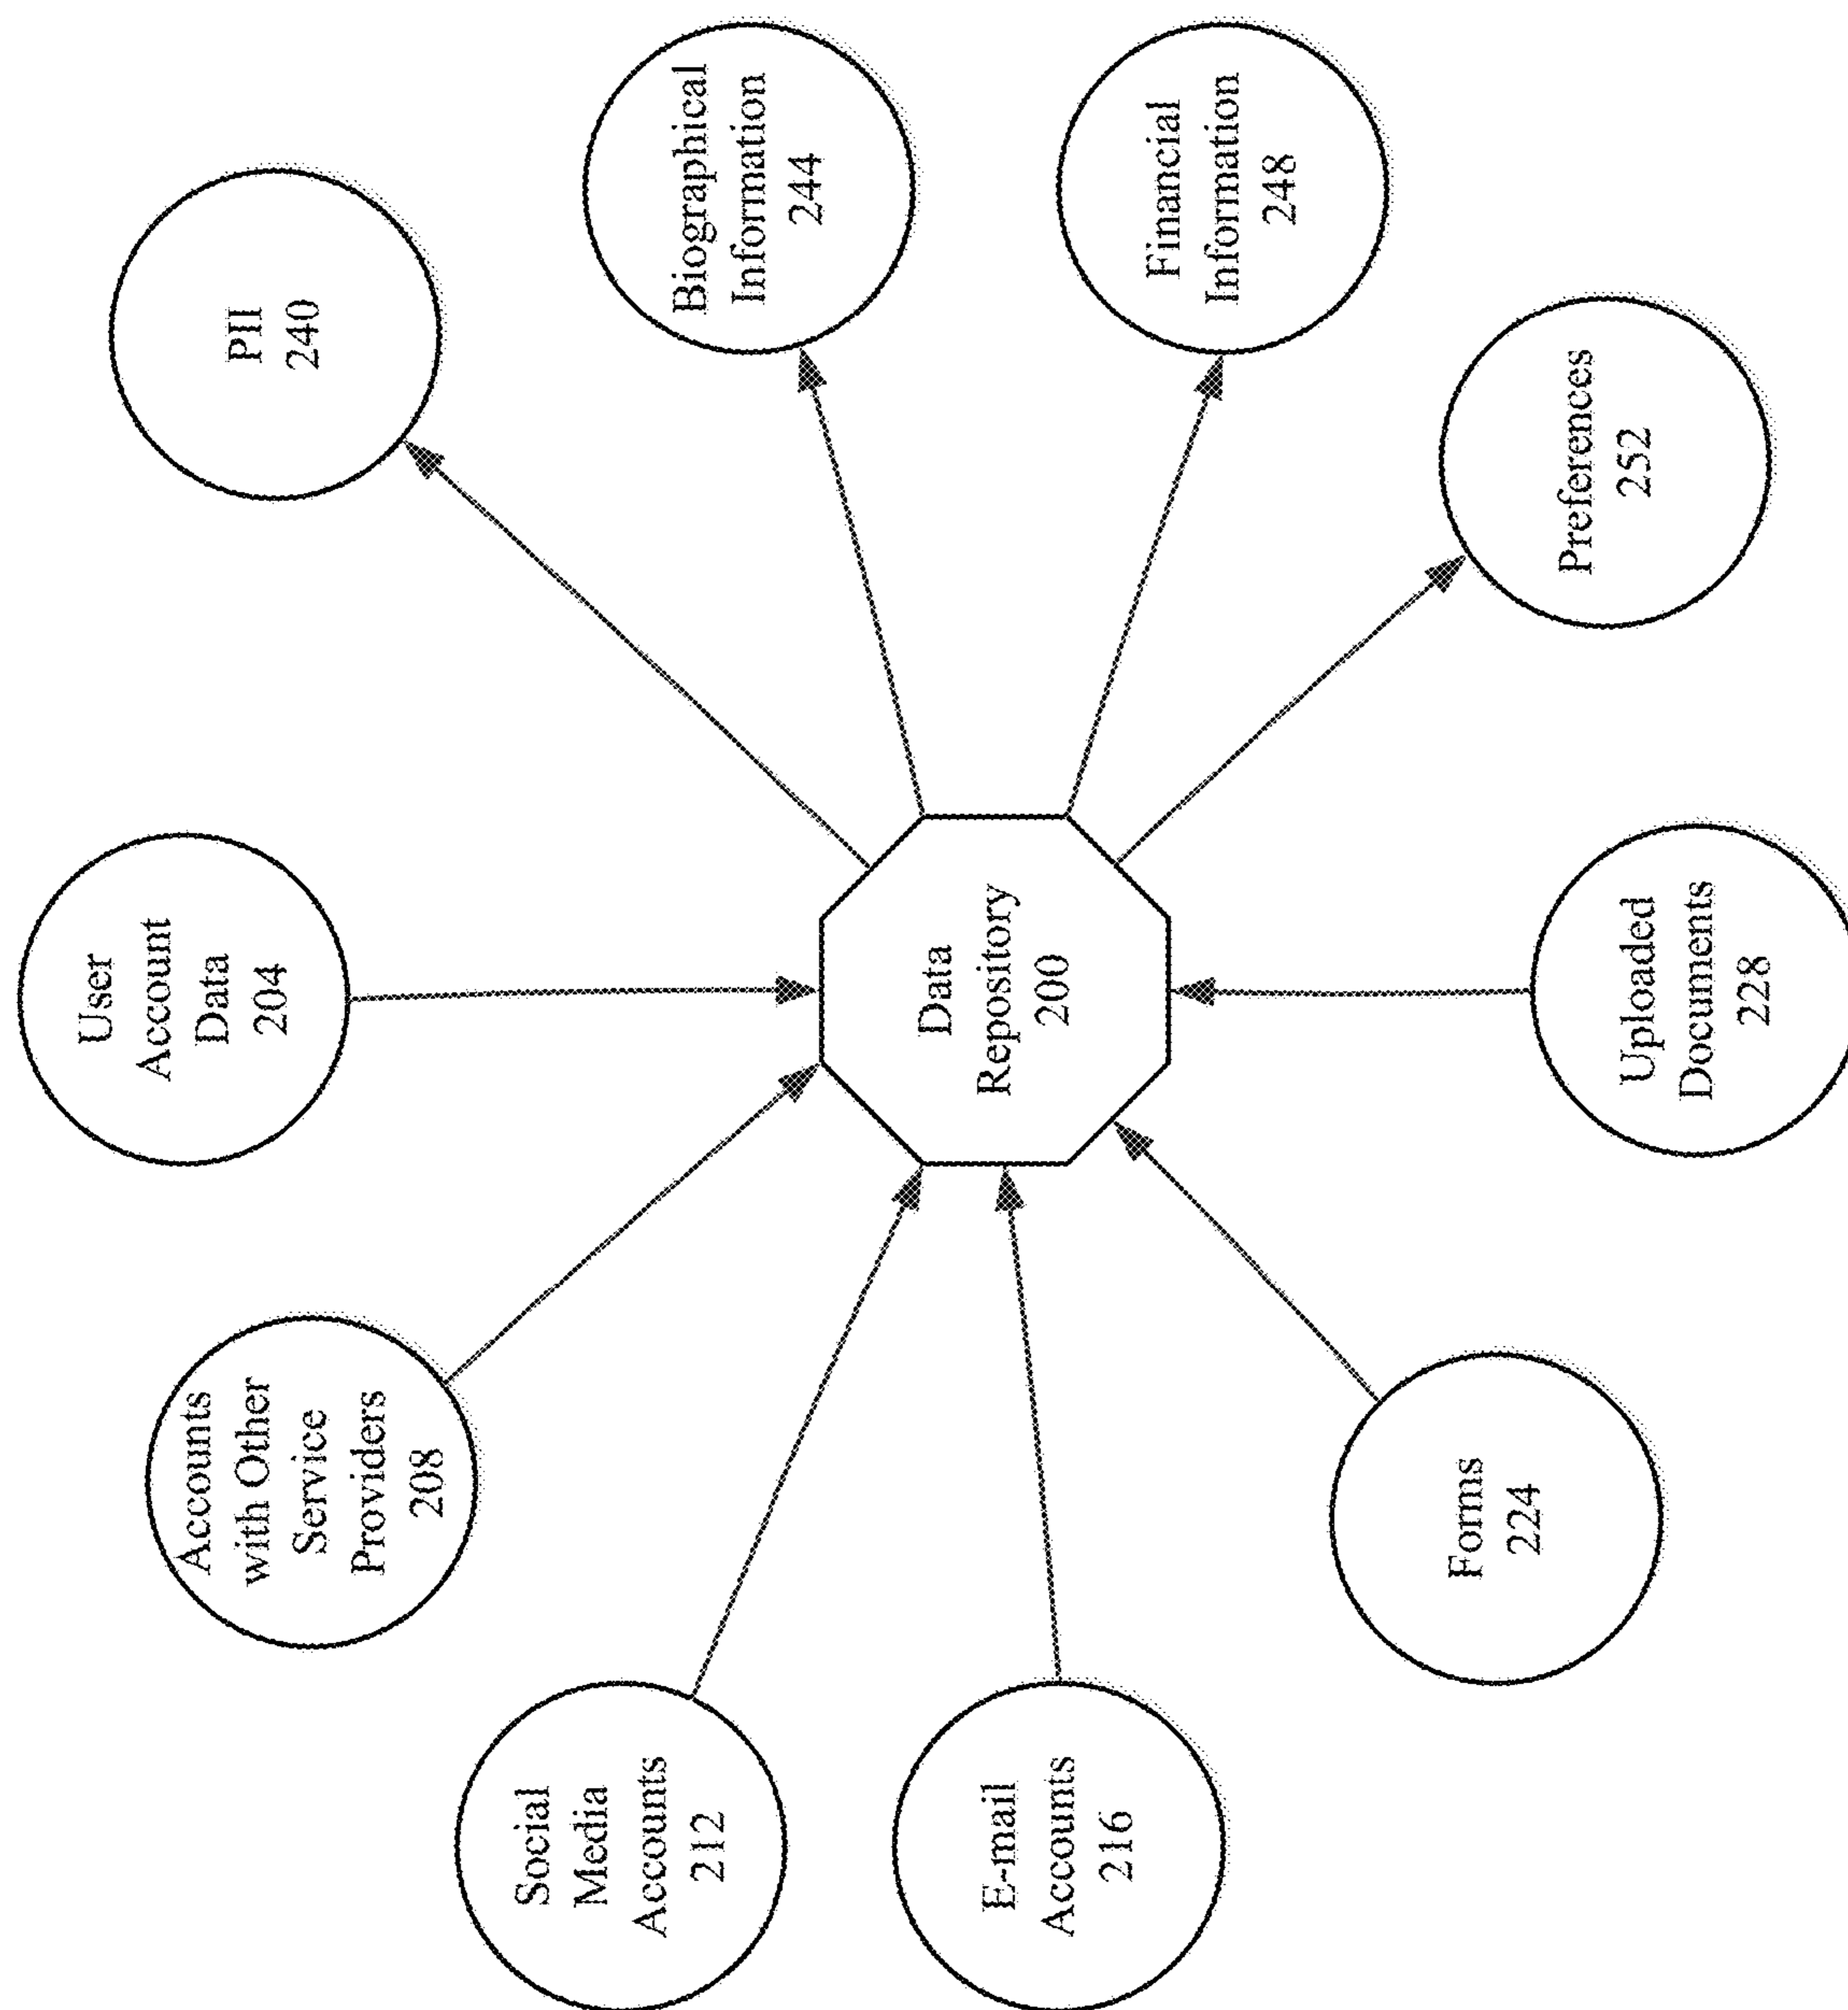 User
Account
Data
204
Accounts
with Other
Service
Providers
208
Social
Media
Accounts
212
E-mail
Accounts
216
Forms
224
Uploaded
Documents
228
Data
Repository
200
PII
240
Biographical
Information
244
Financial
Information
248
Preferences
252